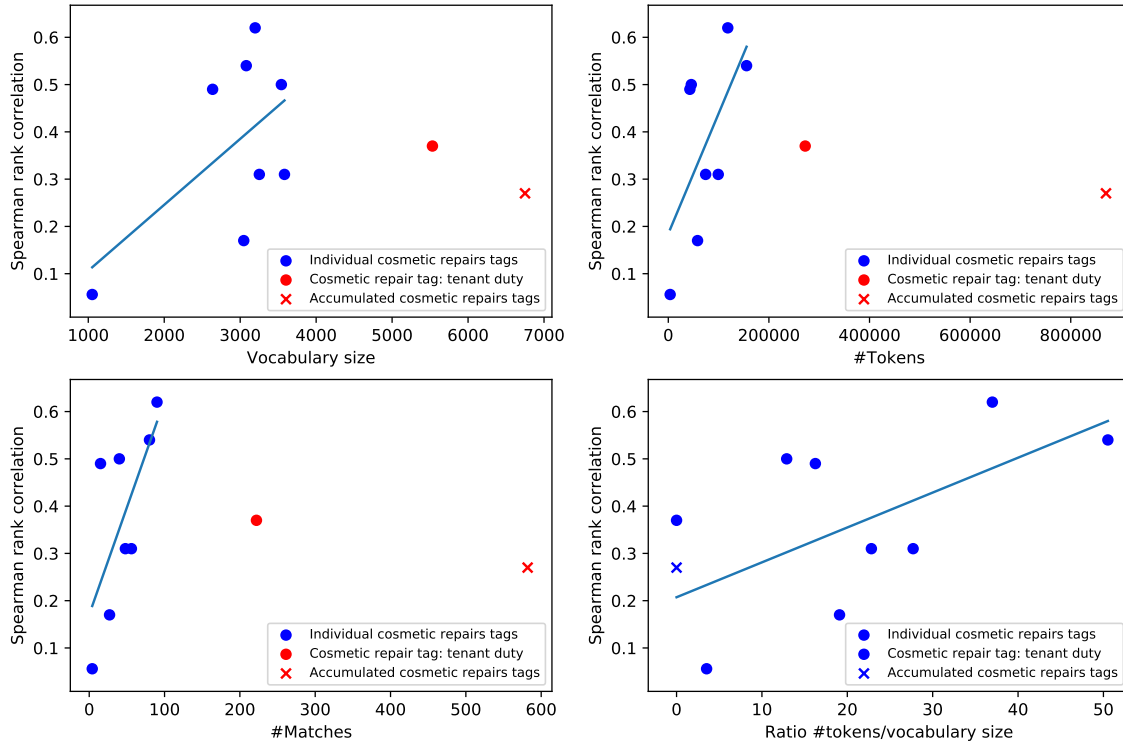 0.6
0.5
0.4
0.3
0.2
0.1
Spearman rank correlation
Individual cosmetic repairs tags
Cosmetic repair tag: tenant duty
Accumulated cosmetic repairs tags
1000 2000 3000 4000 5000 6000 7000
Vocabulary size
0.6
0.5
0.4
0.3
0.2
0.1
Spearman rank correlation
Individual cosmetic repairs tags
Cosmetic repair tag: tenant duty
Accumulated cosmetic repairs tags
0 200000 400000 600000 800000
#Tokens
0.6
0.5
0.4
0.3
0.2
0.1
Spearman rank correlation
Individual cosmetic repairs tags
Cosmetic repair tag: tenant duty
Accumulated cosmetic repairs tags
0 100 200 300 400 500 600
#Matches
0.6
0.5
0.4
0.3
0.2
0.1
Spearman rank correlation
Individual cosmetic repairs tags
Cosmetic repair tag: tenant duty
Accumulated cosmetic repairs tags
0 10 20 30 40 50
Ratio #tokens/vocabulary size